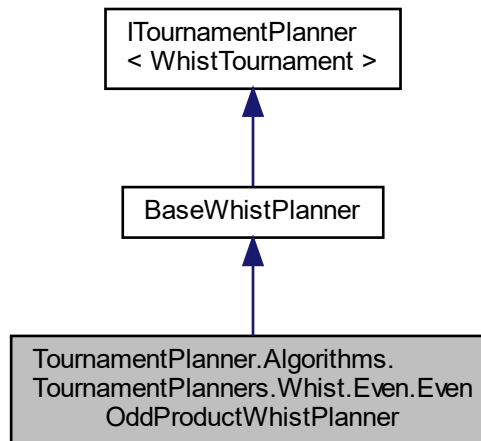 ITournamentPlanner
< WhistTournament >
BaseWhistPlanner
TournamentPlanner.Algorithms.
TournamentPlanners.Whist.Even.Even
OddProductWhistPlanner